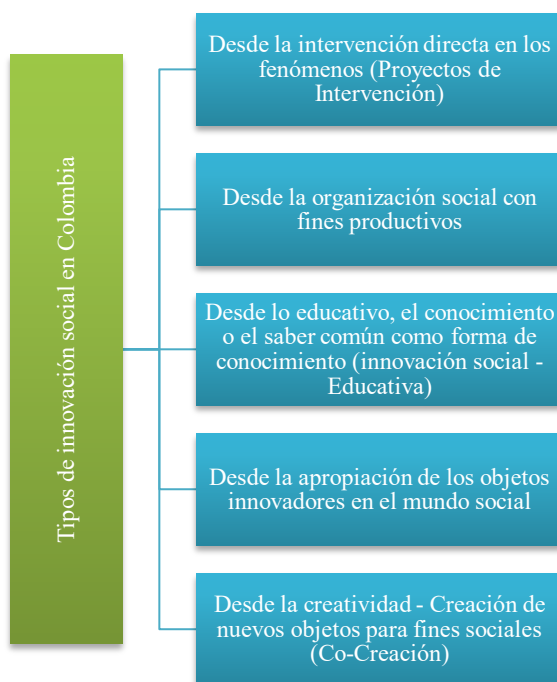 Tipos de innovación social en Colombia
Desde la intervención directa en los
fenómenos (Proyectos de
Intervención)
Desde la organización social con
fines productivos
Desde lo educativo, el conocimiento
o el saber común como forma de
conocimiento (innovación social -
Educativa)
Desde la apropiación de los objetos
innovadores en el mundo social
Desde la creatividad - Creación de
nuevos objetos para fines sociales
(Co-Creación)